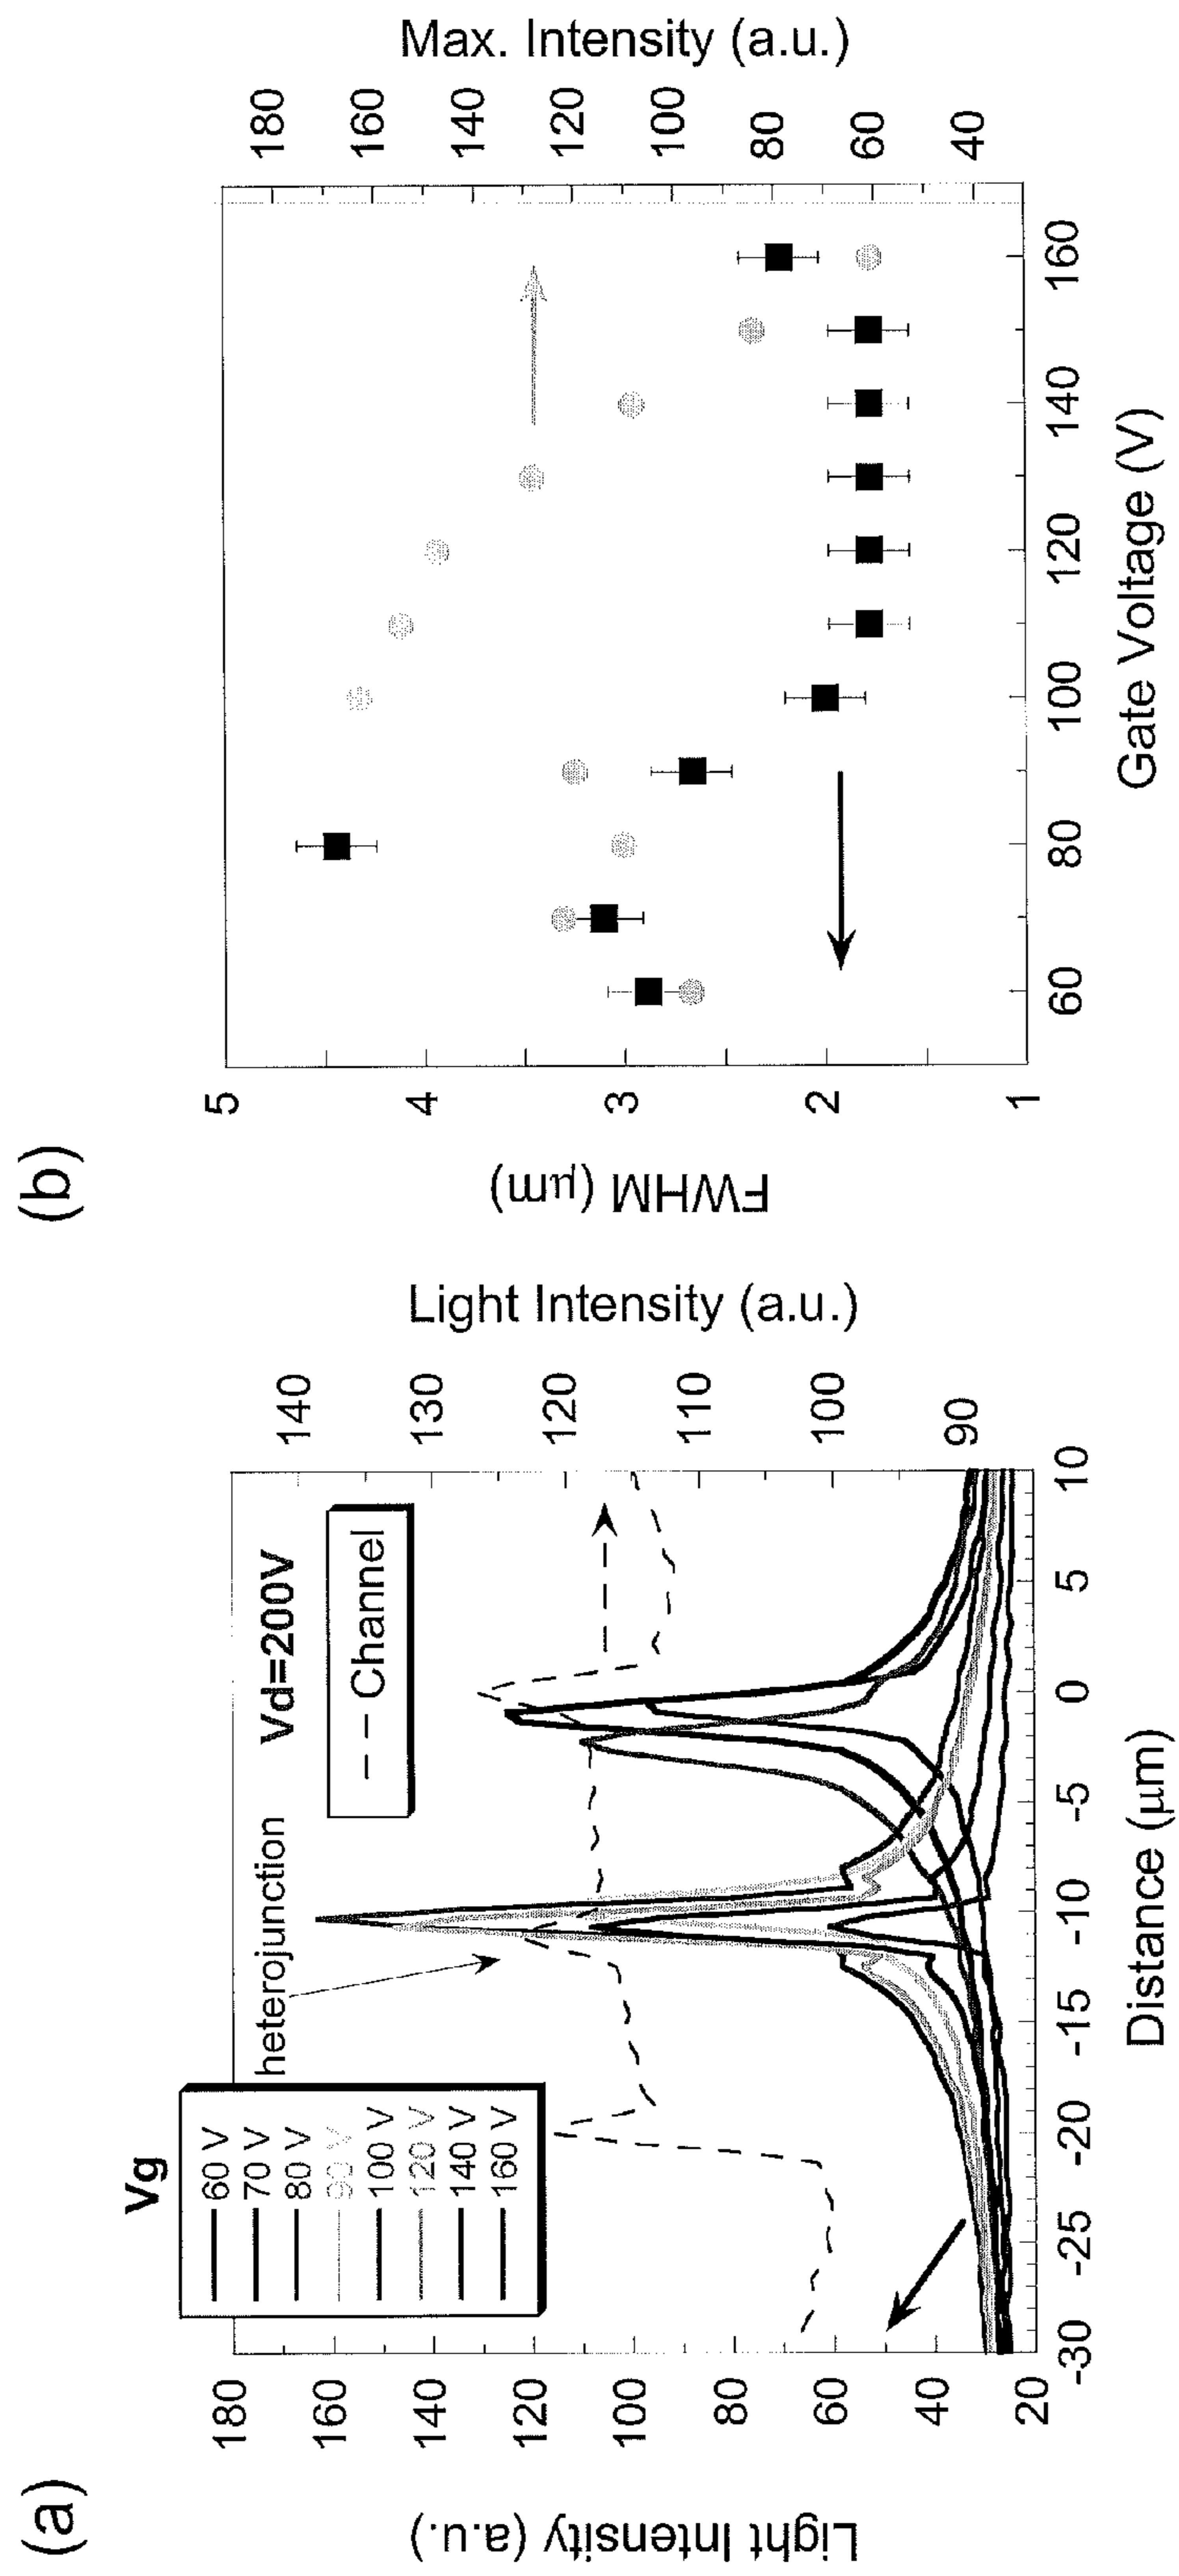 (a)
Vg
60 V
70 V
80 V
90 V
100 V
120 V
140 V
160 V
heterojunction
Vd=200V
Channel
Light Intensity (a.u.)
180
160
140
120
100
80
60
40
20
Light Intensity (a.u.)
140
130
120
110
100
90
-30
-25
-20
-15
-10
-5
0
5
10
Distance (μm)
(b)
FWHM (μm)
5
4
3
2
1
Max. Intensity (a.u.)
180
160
140
120
100
80
60
40
60
80
100
120
140
160
Gate Voltage (V)